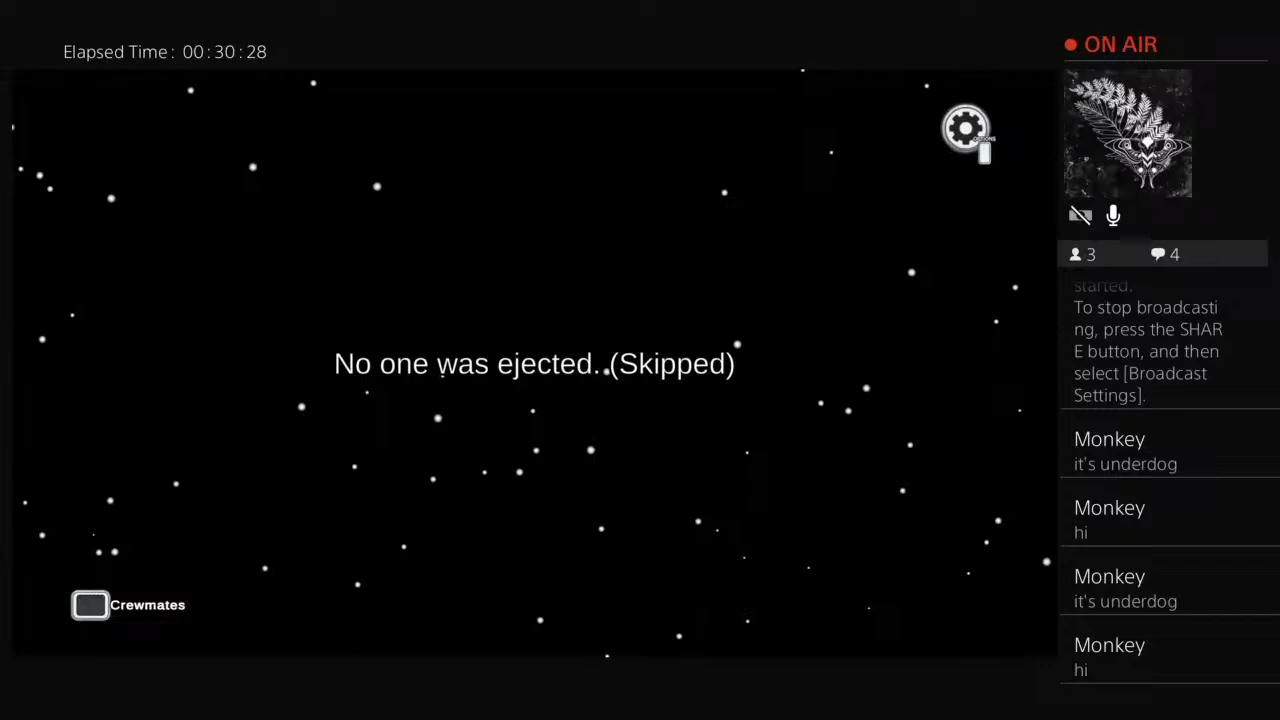 Elapsed Time: 00:30:28
ON AIR
OPTIONS
3 4
started.
To stop broadcasti
ng, press the SHAR
E button, and then
select [Broadcast
Settings].
Monkey
it's underdog
Monkey
hi
Monkey
it's underdog
Monkey
hi
No one was ejected. (Skipped)
Crewmates